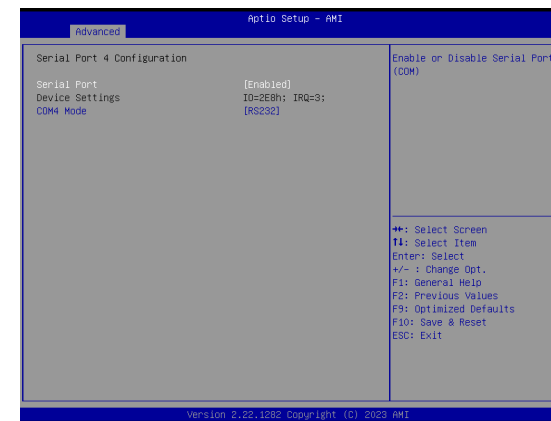 Aptio Setup - AMI
Advanced
Serial Port 4 Configuration
Serial Port [Enabled]
Device Settings IO=2E8h; IRQ=3;
COM4 Mode [RS232]
Enable or Disable Serial Port
(COM)
→←: Select Screen
↑↓: Select Item
Enter: Select
+/- : Change Opt.
F1: General Help
F2: Previous Values
F9: Optimized Defaults
F10: Save & Reset
ESC: Exit
Version 2.22.1282 Copyright (C) 2023 AMI